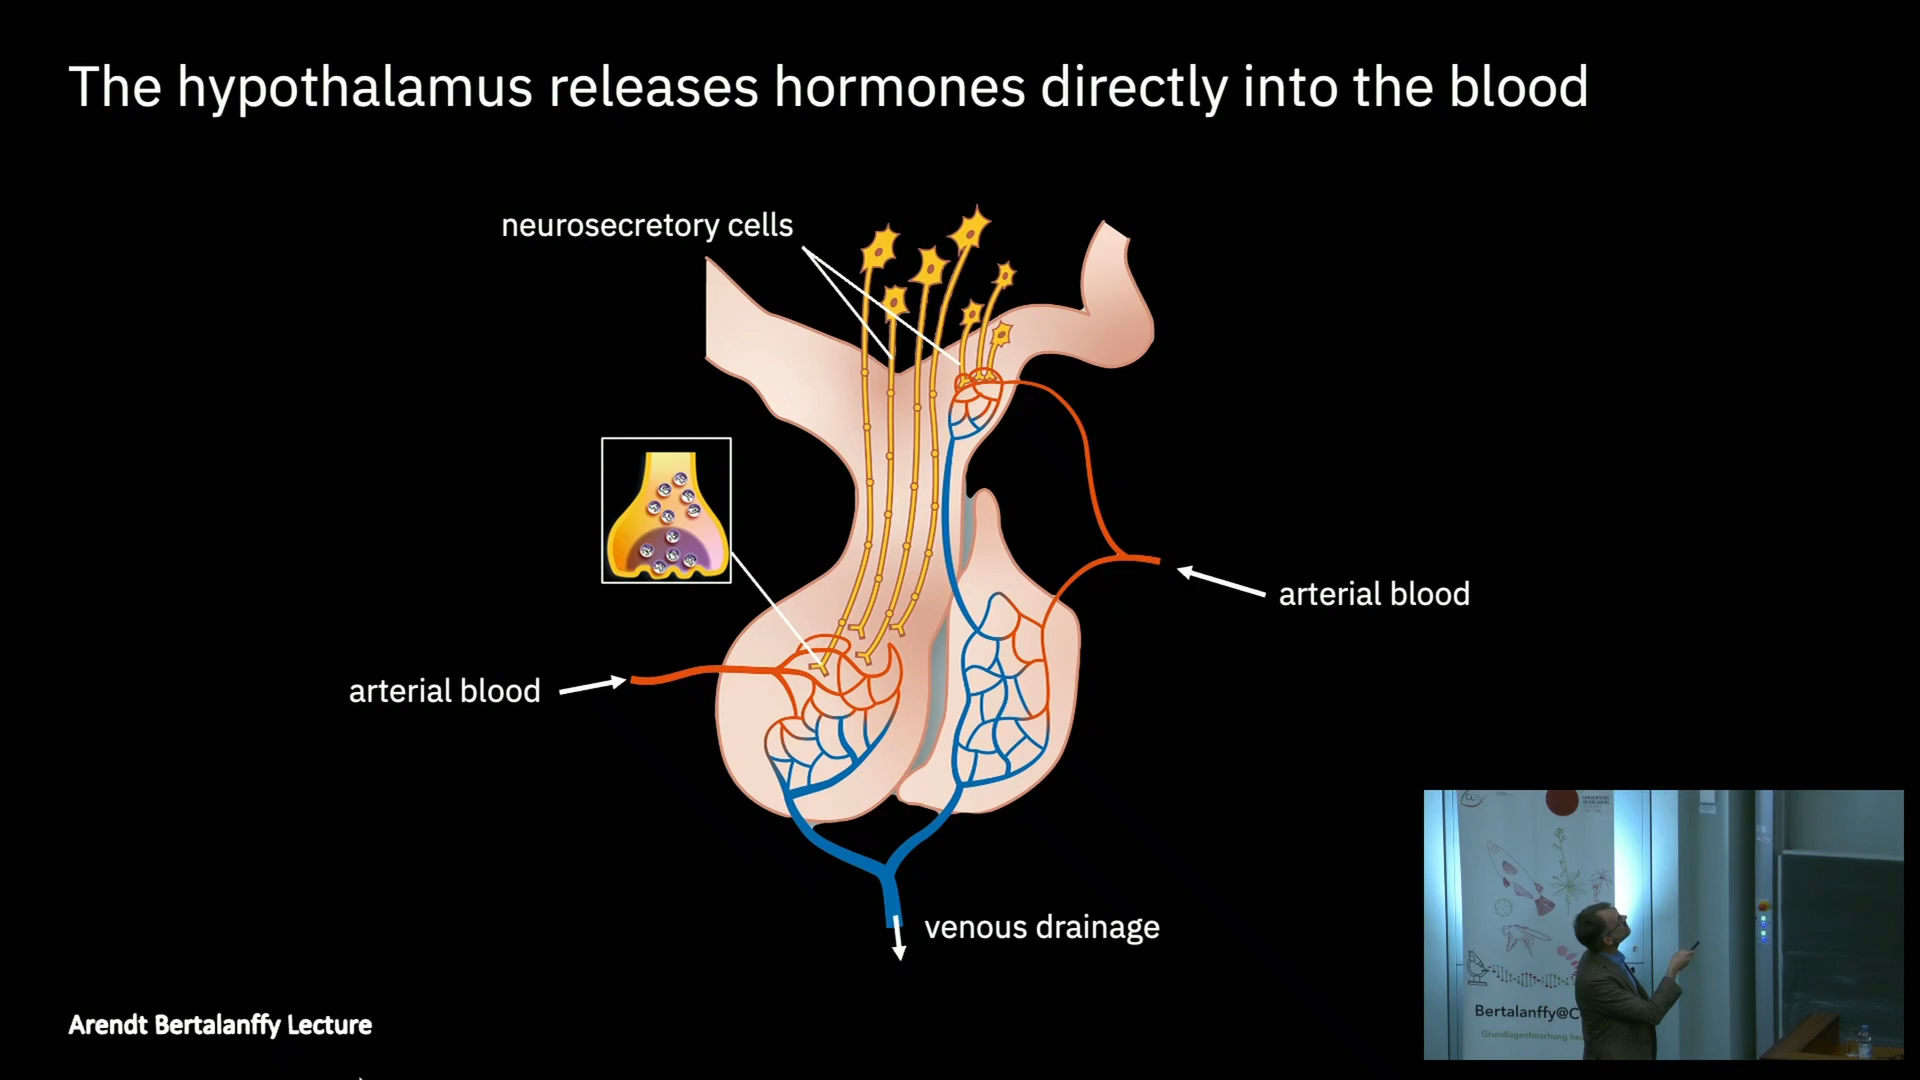 The hypothalamus releases hormones directly into the blood
neurosecretory cells
arterial blood
arterial blood
venous drainage
Arendt Bertalanffy Lecture
Bertalanffy@C
Grundlagenforschung